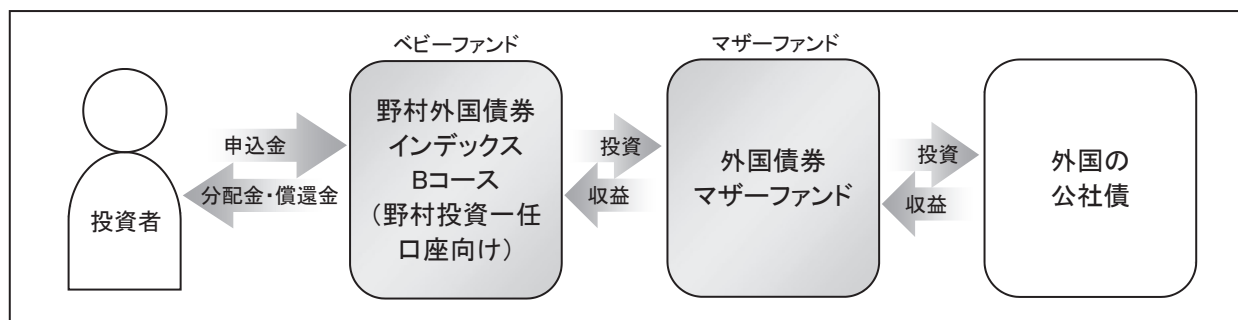 ベビーファンド
マザーファンド
投資者
申込金
分配金・償還金
野村外国債券
インデックス
Bコース
（野村投資一任
口座向け）
投資
収益
外国債券
マザーファンド
投資
収益
外国の
公社債